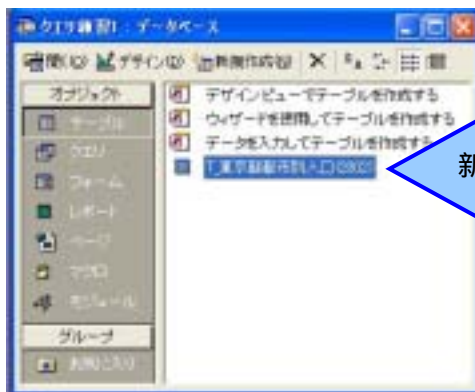 クエリ練習1 : データベース
開く(O) デザイン(D) 新規作成(N)
オブジェクト
テーブル
クエリ
フォーム
レポート
ページ
マクロ
モジュール
グループ
お気に入り
デザインビューでテーブルを作成する
ウィザードを使用してテーブルを作成する
データを入力してテーブルを作成する
新